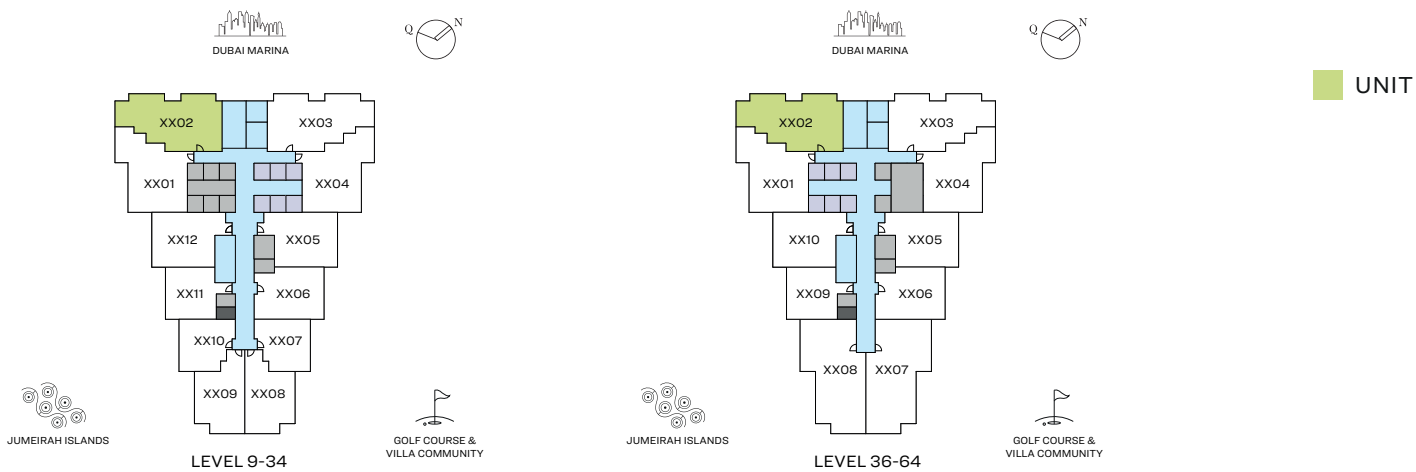 DUBAI MARINA
Q N
XX02
XX03
XX01
XX04
XX12
XX05
XX11
XX06
XX10
XX07
XX09
XX08
JUMEIRAH ISLANDS
GOLF COURSE &
VILLA COMMUNITY
LEVEL 9-34
DUBAI MARINA
Q N
XX02
XX03
XX01
XX04
XX10
XX05
XX09
XX06
XX08
XX07
JUMEIRAH ISLANDS
GOLF COURSE &
VILLA COMMUNITY
LEVEL 36-64
UNIT